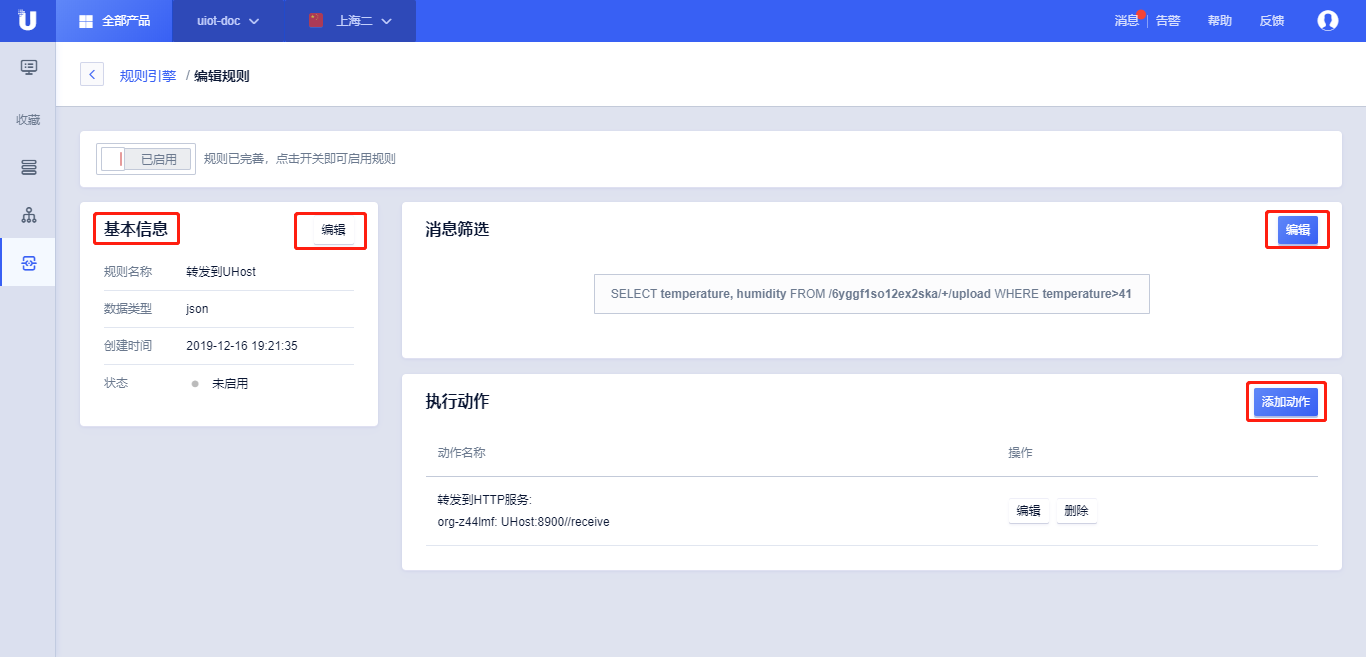 全部产品
uiot-doc
上海二
消息
告警
帮助
反馈
收藏
规则引擎 / 编辑规则
已启用
规则已完善，点击开关即可启用规则
基本信息
编辑
规则名称 转发到UHost
数据类型 json
创建时间 2019-12-16 19:21:35
状态 未启用
消息筛选
编辑
SELECT temperature, humidity FROM /6yggf1so12ex2ska/+/upload WHERE temperature>41
执行动作
添加动作
动作名称 操作
转发到HTTP服务:
org-z44lmf: UHost:8900//receive
编辑 删除